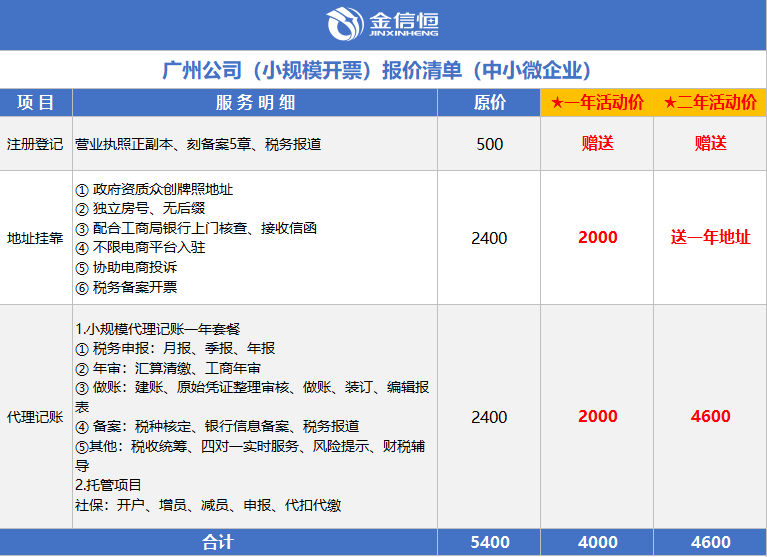 金信恒
JINXINHENG
广州公司（小规模开票）报价清单（中小微企业）
项 目 服 务 明 细 原价 ★一年活动价 ★二年活动价
注册登记 营业执照正副本、刻备案5章、税务报道 500 赠送 赠送
① 政府资质众创牌照地址
② 独立房号、无后缀
③ 配合工商局银行上门核查、接收信函
地址挂靠 2400 2000 送一年地址
④ 不限电商平台入驻
⑤ 协助电商投诉
⑥ 税务备案开票
1.小规模代理记账一年套餐
① 税务申报：月报、季报、年报
② 年审：汇算清缴、工商年审
③ 做账：建账、原始凭证整理审核、做账、装订、编辑报
表
代理记账 2400 2000 4600
④ 备案：税种核定、银行信息备案、税务报道
⑤其他：税收统筹、四对一实时服务、风险提示、财税辅
导
2.托管项目
社保：开户、增员、减员、申报、代扣代缴
合计 5400 4000 4600